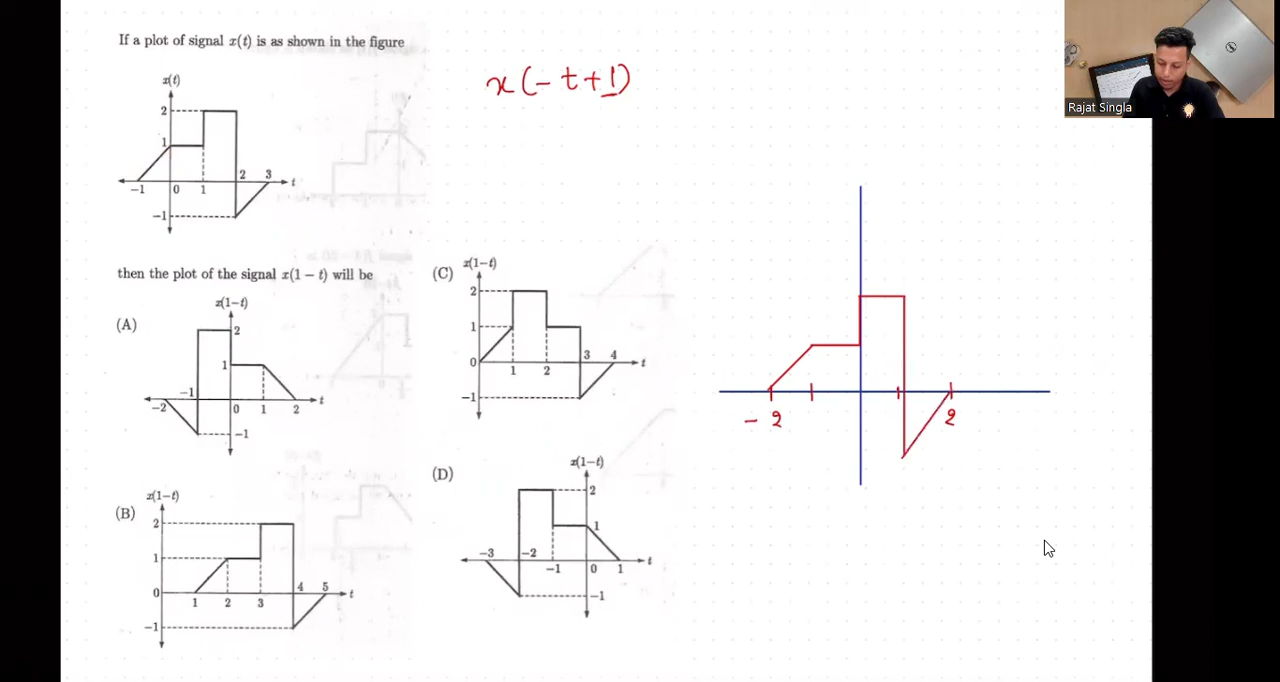 If a plot of signal x(t) is as shown in the figure
x(t)
2
1
2
3
-1
0
1
t
-1
x(-t+1)
Rajat Singla
then the plot of the signal x(1 - t) will be
(A)
x(1-t)
2
1
-1
-2
0
1
2
t
-1
(B)
x(1-t)
2
1
0
4
5
t
1
2
3
-1
(C)
x(1-t)
2
1
3
4
t
0
1
2
-1
(D)
x(1-t)
2
1
-3
-2
t
-1
0
1
-1
- 2
2